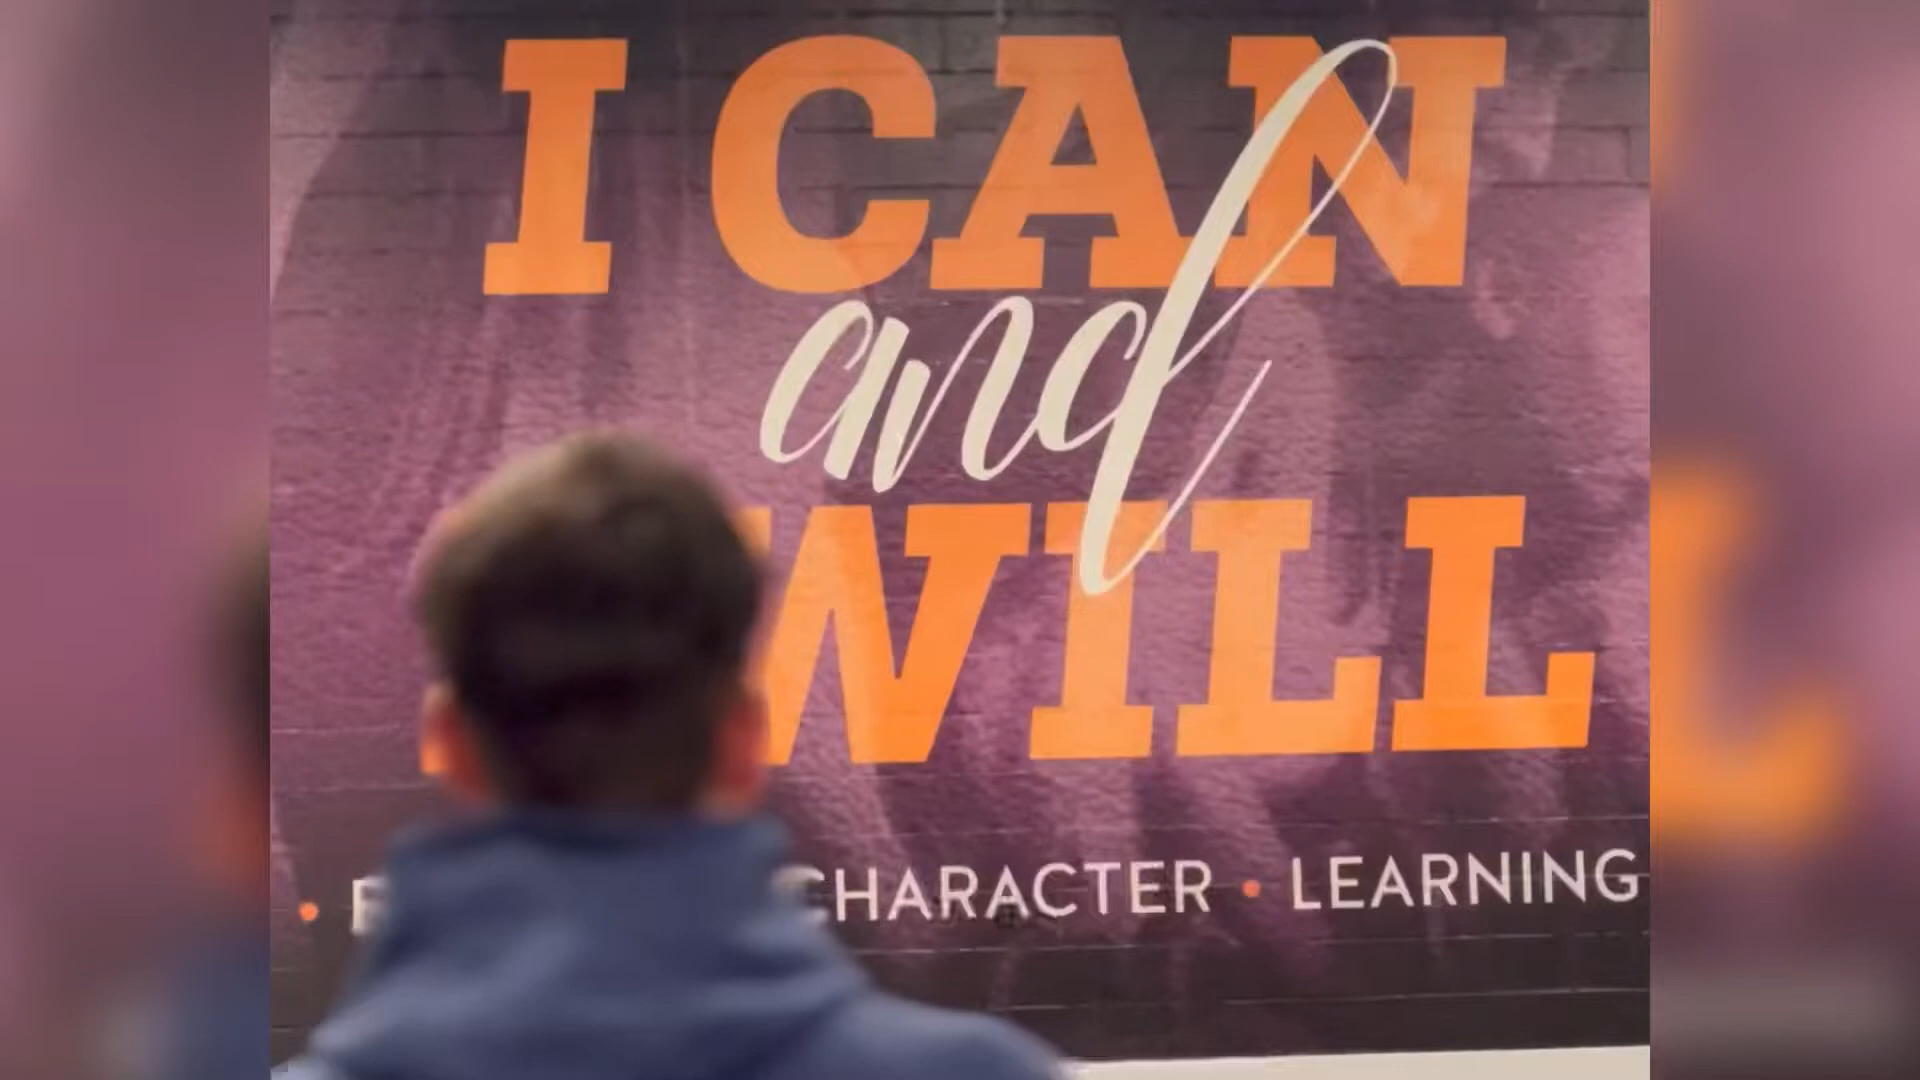 I CAN
and
WILL
• CHARACTER • LEARNING